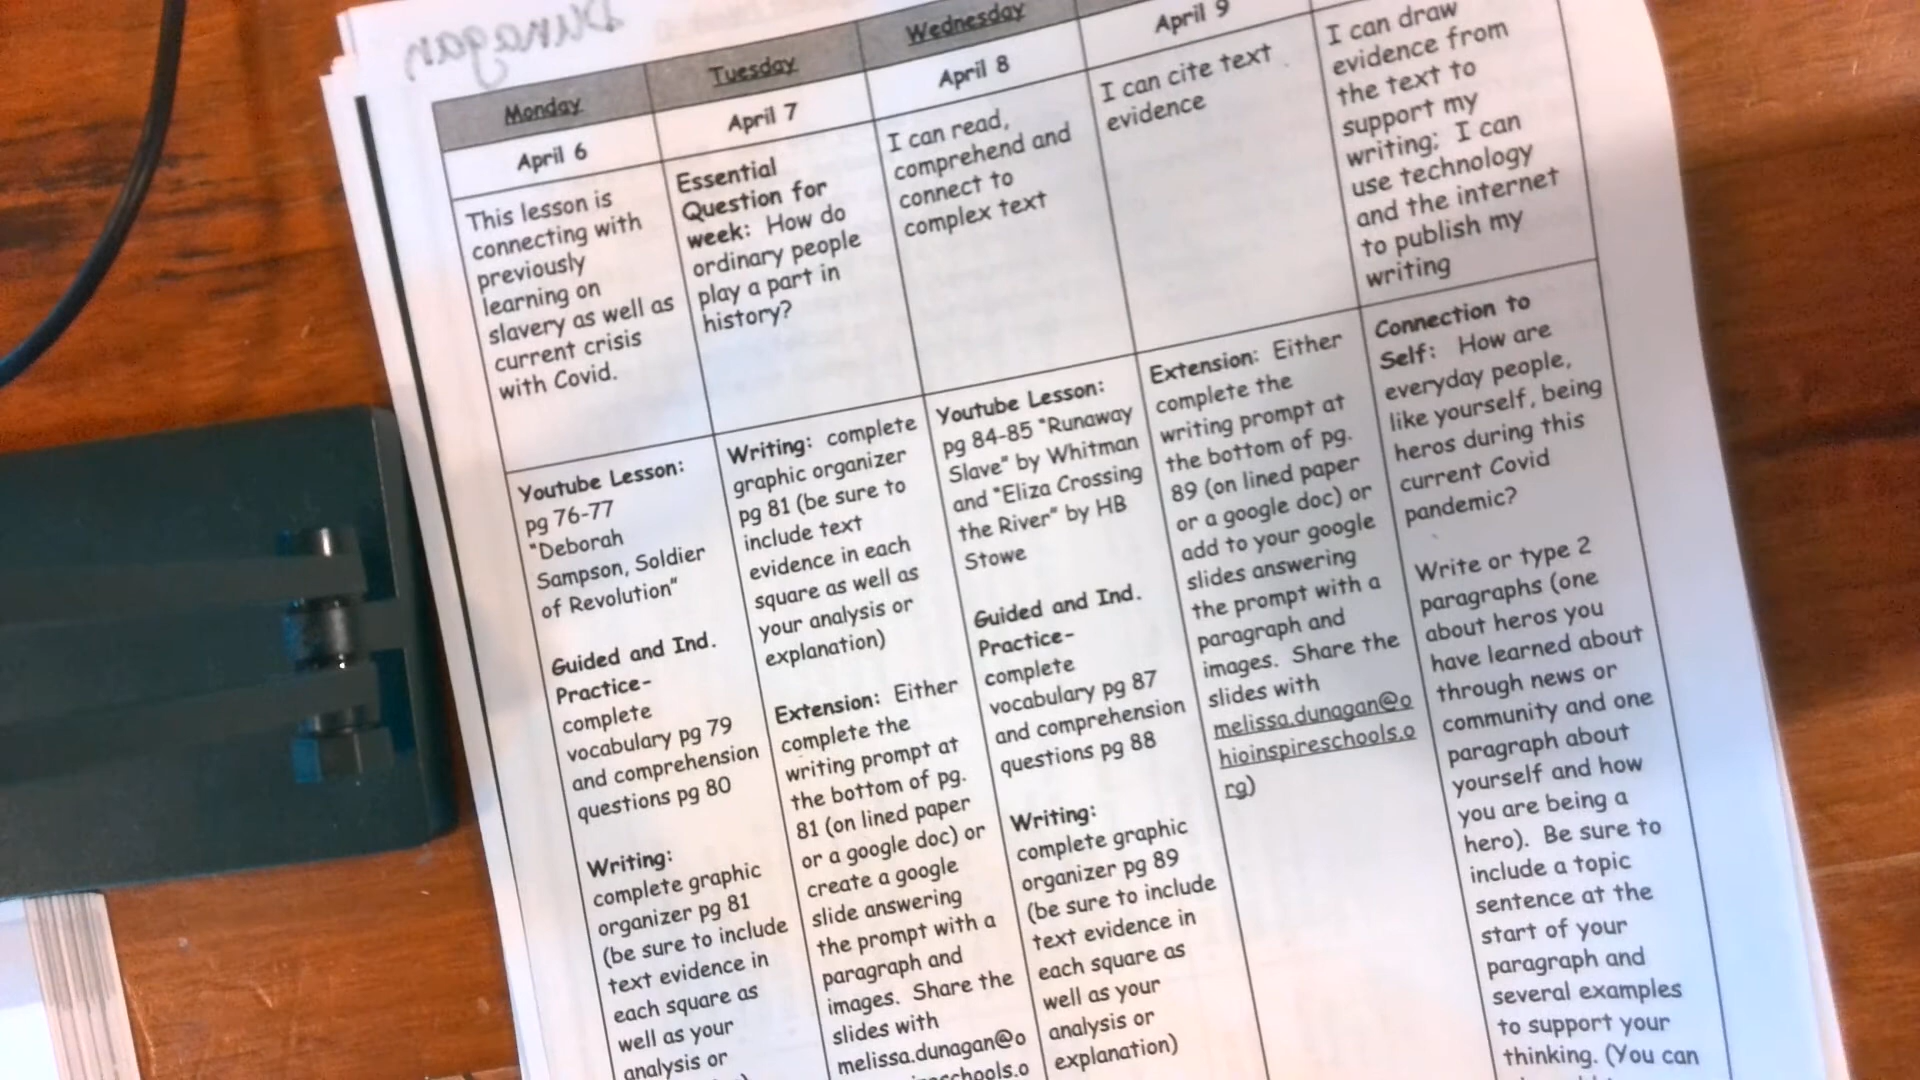 Dunagan
Monday
April 6
This lesson is
connecting with
previously
learning on
slavery as well as
current crisis
with Covid.
Youtube Lesson:
pg 76-77
"Deborah
Sampson, Soldier
of Revolution"
Guided and Ind.
Practice-
complete
vocabulary pg 79
and comprehension
questions pg 80
Writing:
complete graphic
organizer pg 81
(be sure to include
text evidence in
each square as
well as your
analysis or
Tuesday
April 7
Essential
Question for
week: How do
ordinary people
play a part in
history?
Writing: complete
graphic organizer
pg 81 (be sure to
include text
evidence in each
square as well as
your analysis or
explanation)
Extension: Either
complete the
writing prompt at
the bottom of pg.
81 (on lined paper
or a google doc) or
create a google
slide answering
the prompt with a
paragraph and
images. Share the
slides with
melissa.dunagan@o
Wednesday
April 8
I can read,
comprehend and
connect to
complex text
Youtube Lesson:
pg 84-85 "Runaway
Slave" by Whitman
and "Eliza Crossing
the River" by HB
Stowe
Guided and Ind.
Practice-
complete
vocabulary pg 87
and comprehension
questions pg 88
Writing:
complete graphic
organizer pg 89
(be sure to include
text evidence in
each square as
well as your
analysis or
explanation)
April 9
I can cite text
evidence
Extension: Either
complete the
writing prompt at
the bottom of pg.
89 (on lined paper
or a google doc) or
add to your google
slides answering
the prompt with a
paragraph and
images. Share the
slides with
melissa.dunagan@o
hioinspireschools.o
rg)
I can draw
evidence from
the text to
support my
writing; I can
use technology
and the internet
to publish my
writing
Connection to
Self: How are
everyday people,
like yourself, being
heros during this
current Covid
pandemic?
Write or type 2
paragraphs (one
about heros you
have learned about
through news or
community and one
paragraph about
yourself and how
you are being a
hero). Be sure to
include a topic
sentence at the
start of your
paragraph and
several examples
to support your
thinking. (You can